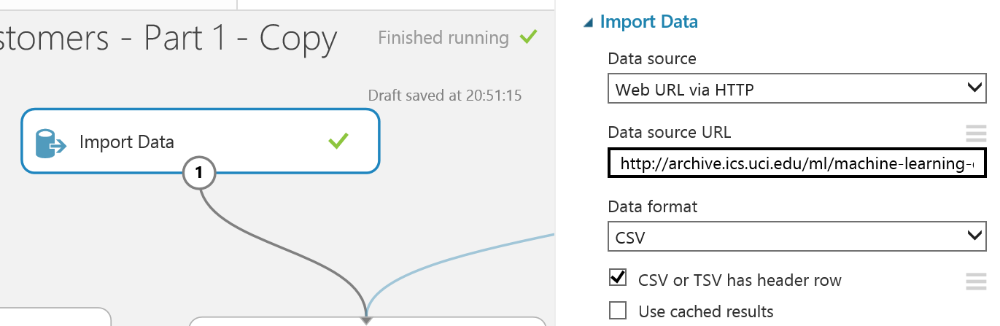 stomers - Part 1 - Copy
Finished running
Draft saved at 20:51:15
Import Data
1
Import Data
Data source
Web URL via HTTP
Data source URL
http://archive.ics.uci.edu/ml/machine-learning-
Data format
CSV
CSV or TSV has header row
Use cached results